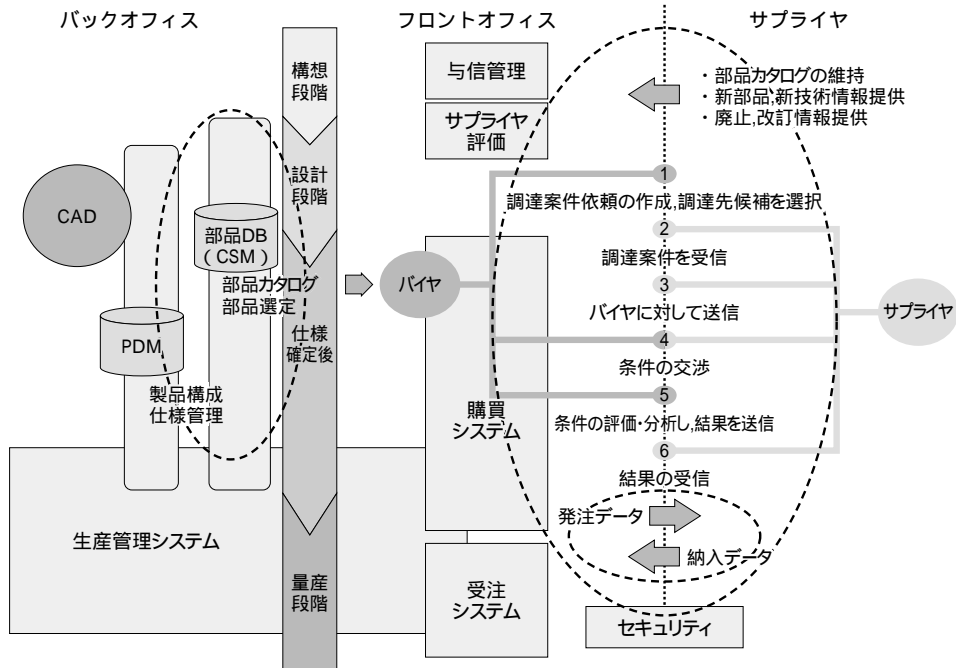 バックオフィス
フロントオフィス
サプライヤ
構想
段階
設計
段階
仕様
確定後
量産
段階
CAD
PDM
部品DB
(CSM)
部品カタログ
部品選定
製品構成
仕様管理
生産管理システム
与信管理
サプライヤ
評価
バイヤ
購買
システム
受注
システム
・部品カタログの維持
・新部品,新技術情報提供
・廃止,改訂情報提供
1
調達案件依頼の作成,調達先候補を選択
2
調達案件を受信
3
バイヤに対して送信
4
条件の交渉
5
条件の評価・分析し,結果を送信
6
結果の受信
サプライヤ
発注データ
納入データ
セキュリティ